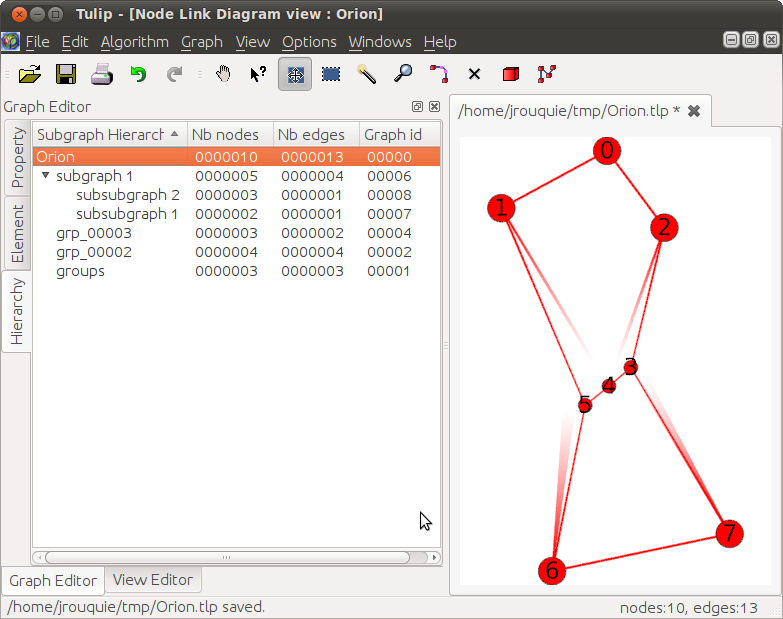 Tulip - [Node Link Diagram view : Orion]
File Edit Algorithm Graph View Options Windows Help
Graph Editor
/home/jrouquie/tmp/Orion.tlp *
Property
Element
Hierarchy
Subgraph Hierarch Nb nodes Nb edges Graph id
Orion 0000010 0000013 00000
subgraph 1 0000005 0000004 00006
subsubgraph 2 0000003 0000001 00008
subsubgraph 1 0000002 0000001 00007
grp_00003 0000003 0000002 00004
grp_00002 0000004 0000004 00002
groups 0000003 0000003 00001
0
1
2
3
4
5
7
6
Graph Editor View Editor
/home/jrouquie/tmp/Orion.tlp saved.
nodes:10, edges:13